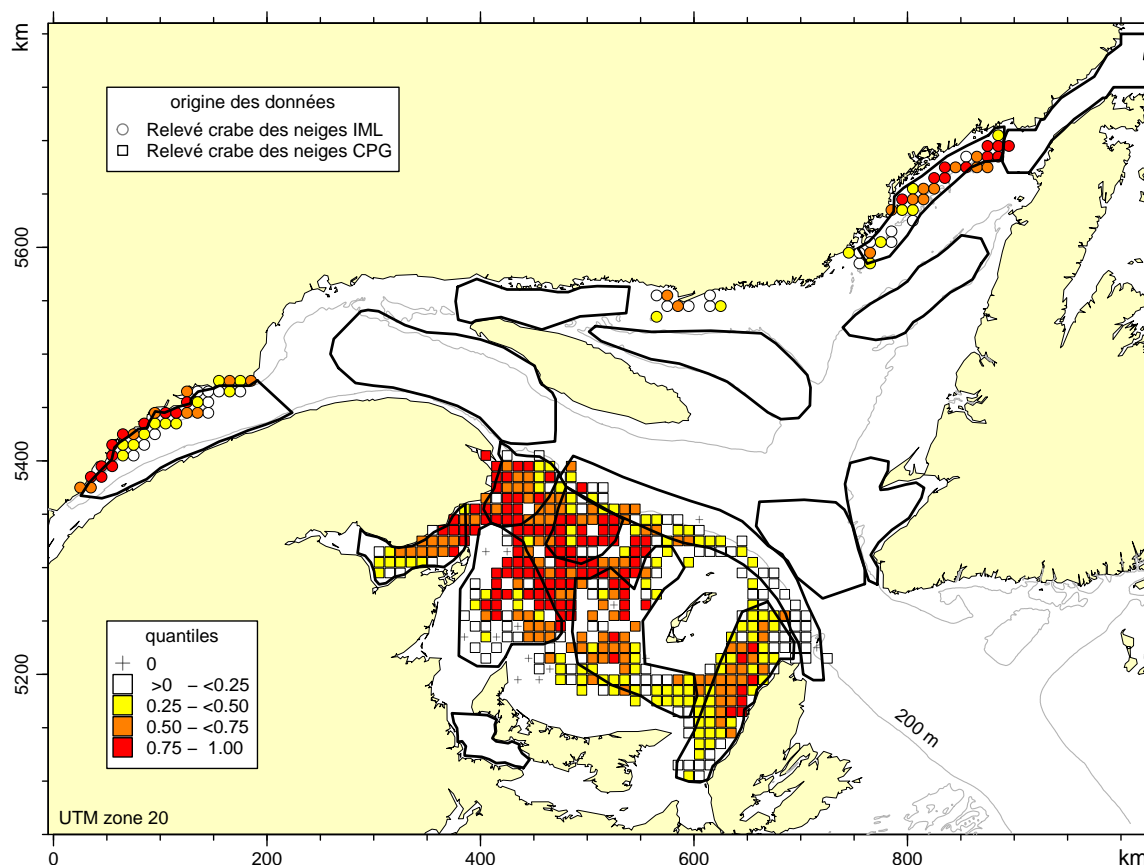 km
5600
5400
5200
origine des données
Relevé crabe des neiges IML
Relevé crabe des neiges CPG
quantiles
0
>0 – <0.25
0.25 – <0.50
0.50 – <0.75
0.75 – 1.00
200 m
UTM zone 20
0 200 400 600 800 km